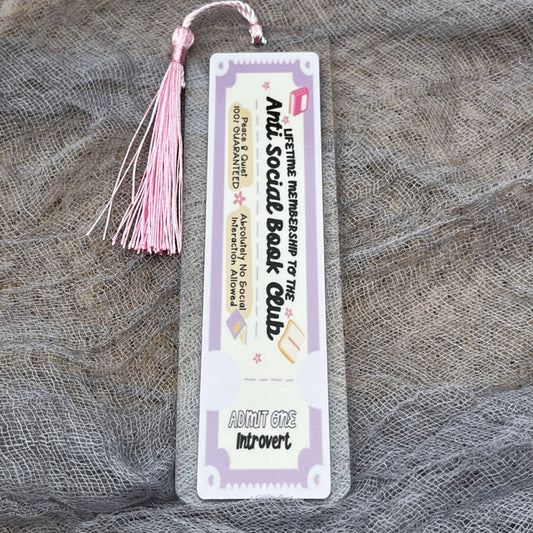 LIFETIME MEMBERSHIP TO THE
Anti Social Book Club
Peace & Quiet
100% GUARANTEED
Absolutely No Social
Interaction Allowed
ADMIT ONE
Introvert